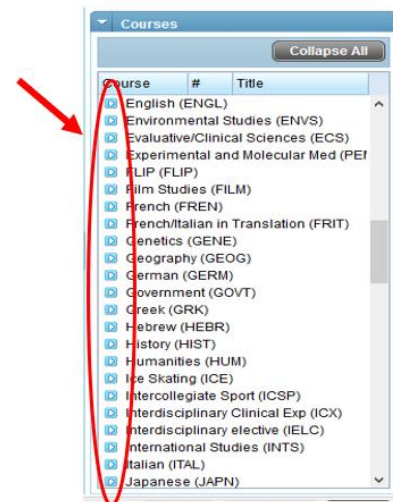 Courses
Collapse All
Course # Title
English (ENGL)
Environmental Studies (ENVS)
Evaluative/Clinical Sciences (ECS)
Experimental and Molecular Med (PEM
FLIP (FLIP)
Film Studies (FILM)
French (FREN)
French/Italian in Translation (FRIT)
Genetics (GENE)
Geography (GEOG)
German (GERM)
Government (GOVT)
Greek (GRK)
Hebrew (HEBR)
History (HIST)
Humanities (HUM)
Ice Skating (ICE)
Intercollegiate Sport (ICSP)
Interdisciplinary Clinical Exp (ICX)
Interdisciplinary elective (IELC)
International Studies (INTS)
Italian (ITAL)
Japanese (JAPN)